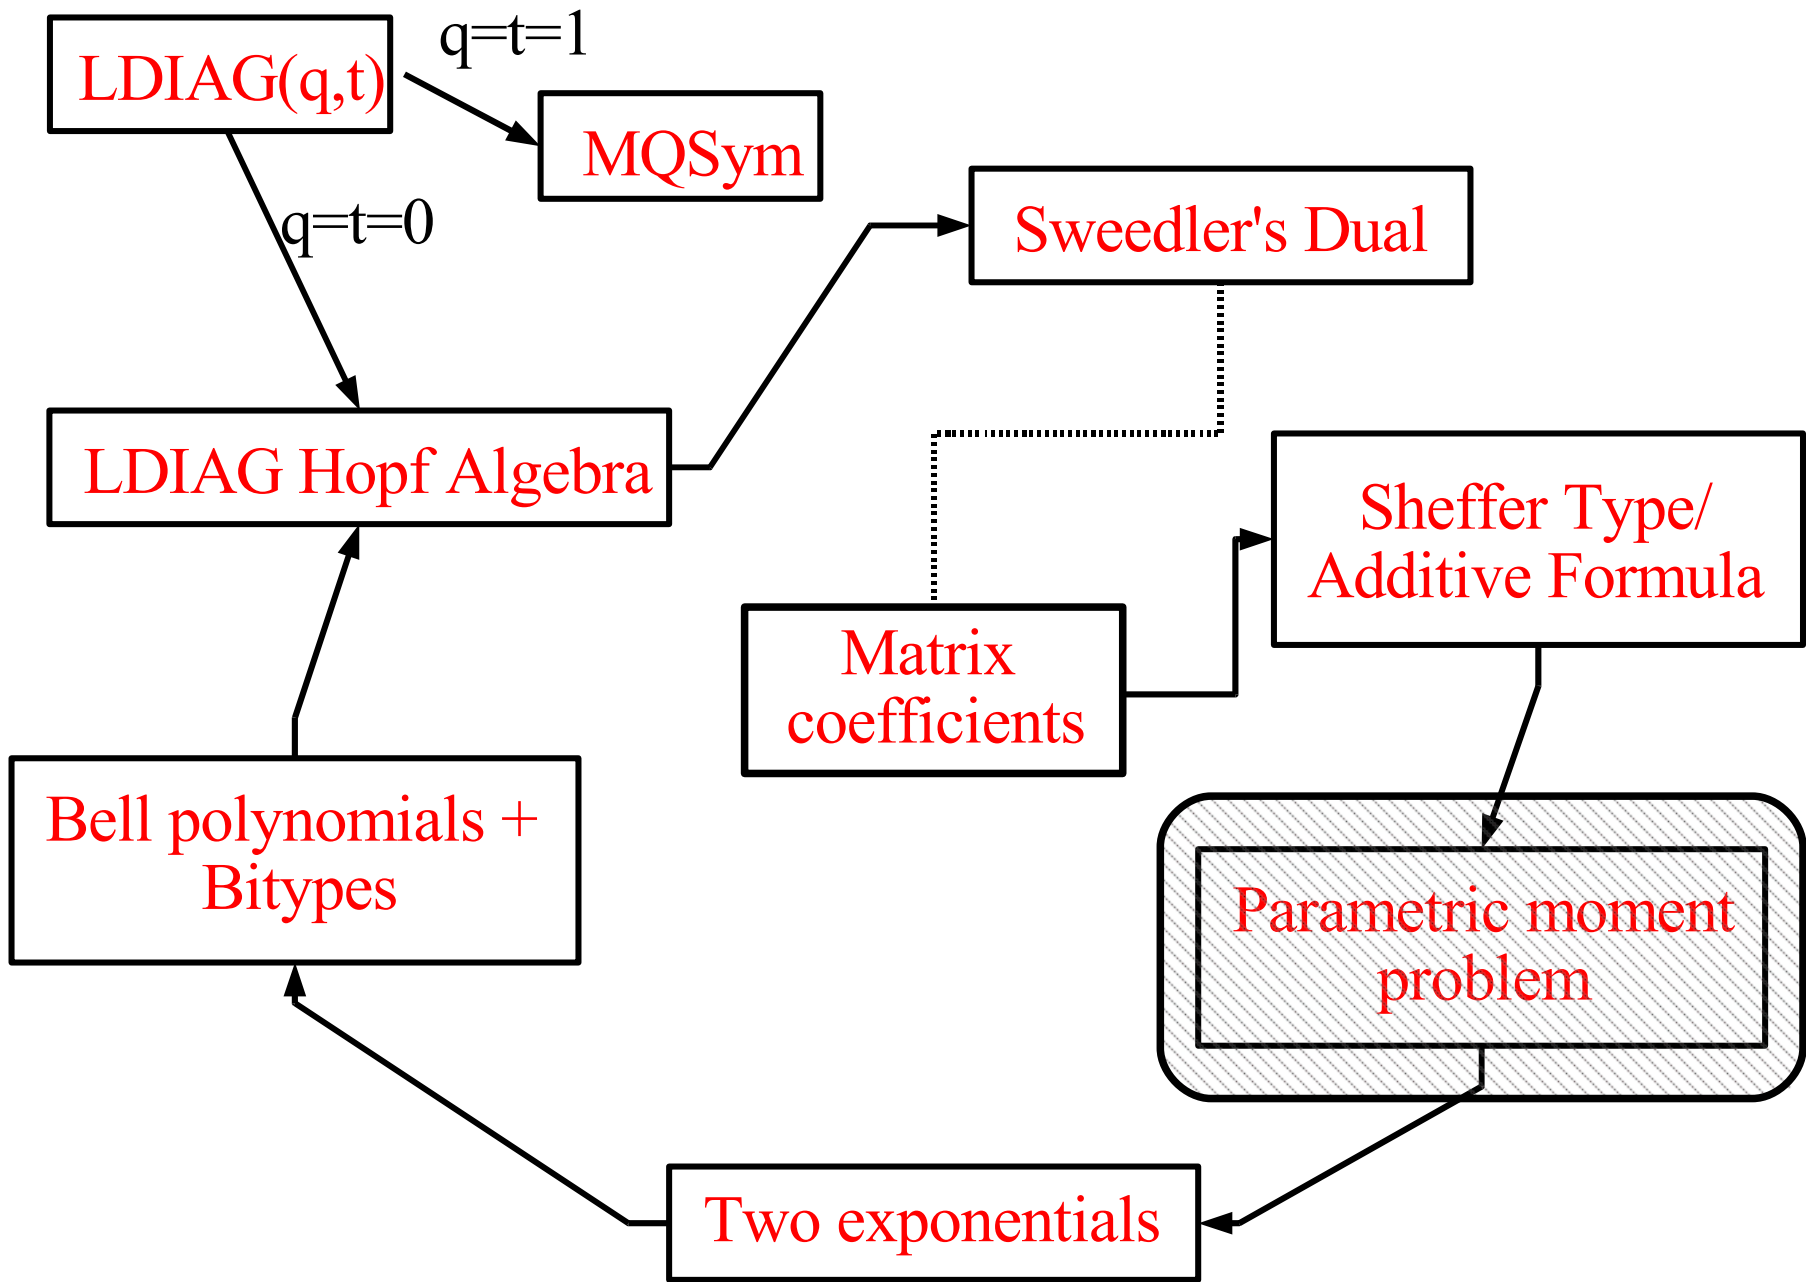 q=t=1
LDIAG(q,t)
MQSym
q=t=0
Sweedler's Dual
LDIAG Hopf Algebra
Sheffer Type/
Additive Formula
Matrix
coefficients
Bell polynomials +
Bitypes
Parametric moment
problem
Two exponentials